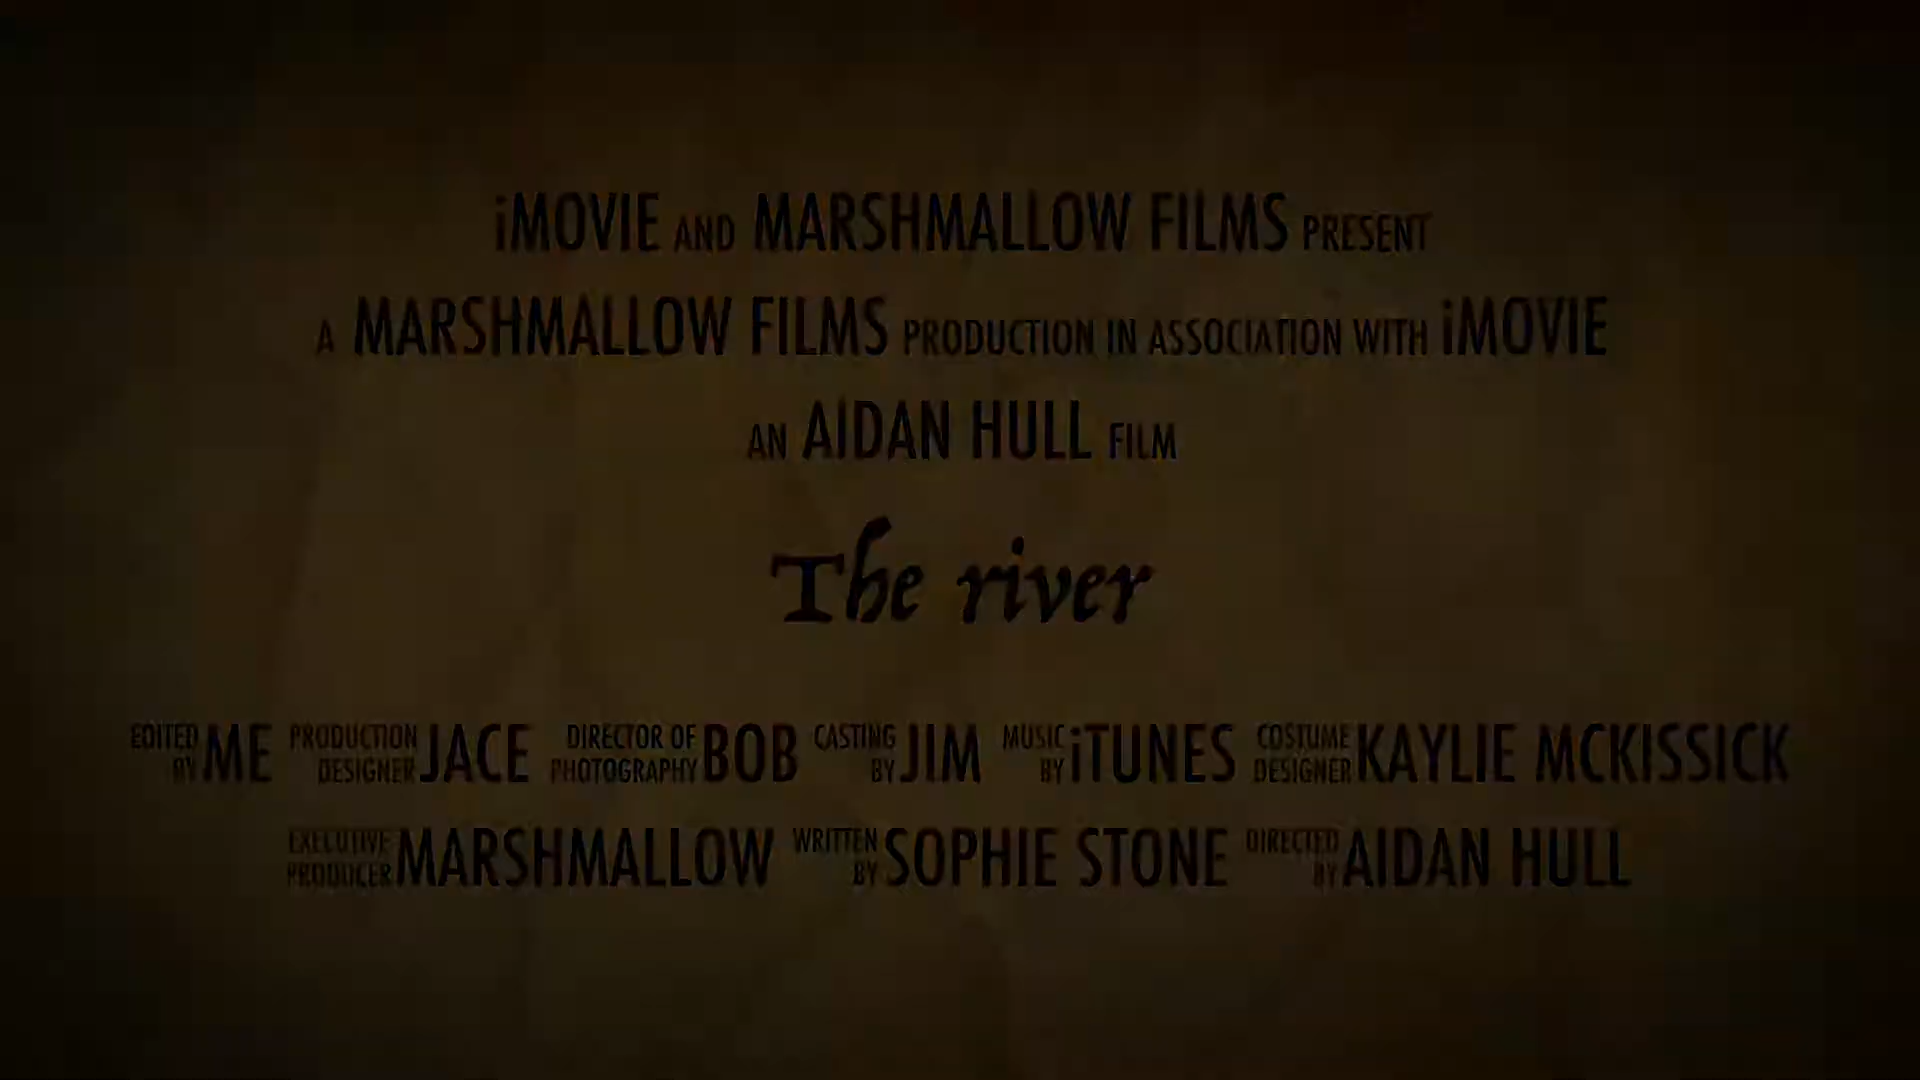 iMOVIE AND MARSHMALLOW FILMS PRESENT
A MARSHMALLOW FILMS PRODUCTION IN ASSOCIATION WITH iMOVIE
AN AIDAN HULL FILM
The river
EDITED BY ME PRODUCTION DESIGNER JACE DIRECTOR OF PHOTOGRAPHY BOB CASTING BY JIM MUSIC BY iTUNES COSTUME DESIGNER KAYLIE MCKISSICK
EXECUTIVE PRODUCER MARSHMALLOW WRITTEN BY SOPHIE STONE DIRECTED BY AIDAN HULL